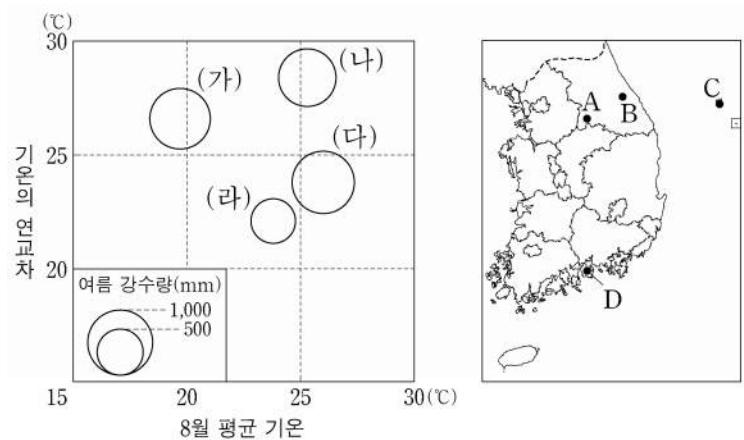 (℃)
30
25
20
15
20
25
30(℃)
기온의 연교차
8월 평균 기온
(가)
(나)
(다)
(라)
여름 강수량(mm)
1,000
500
A
B
C
D